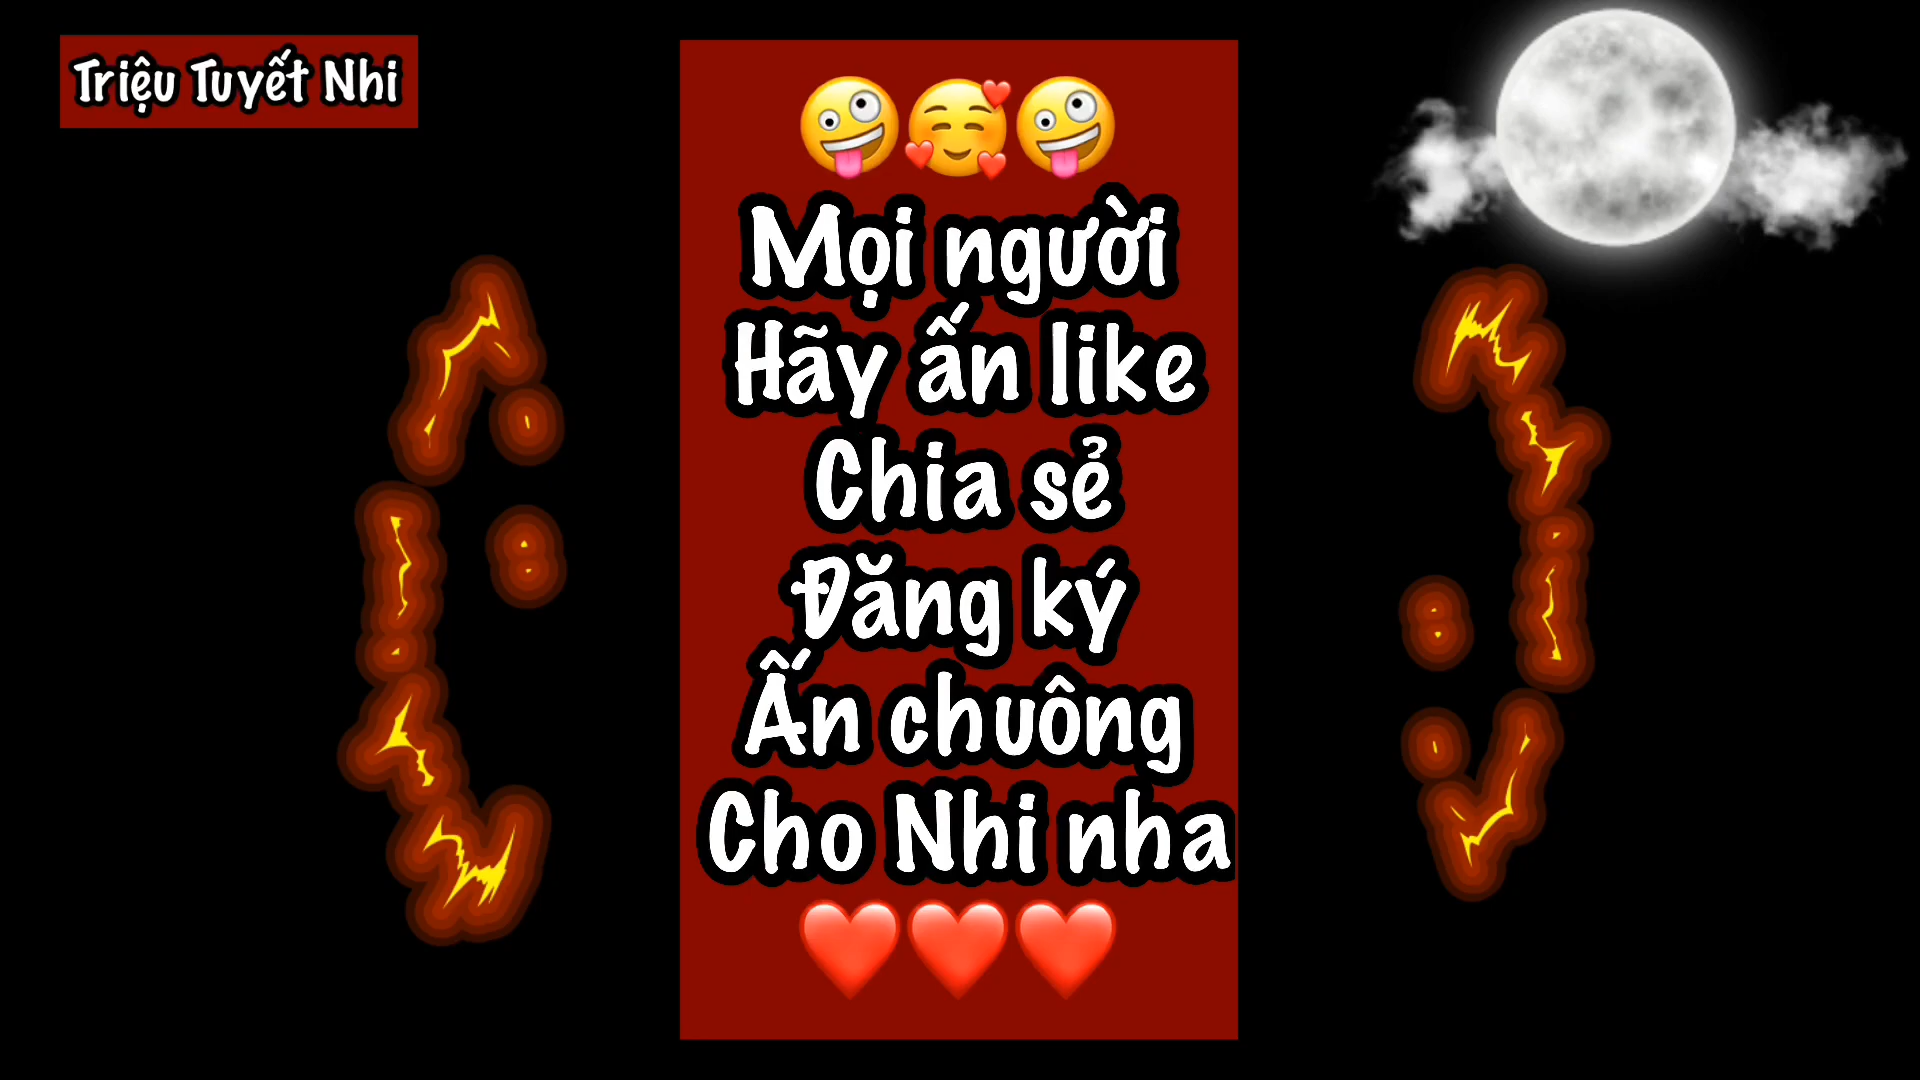 Triệu Tuyết Nhi
🤪🥰🤪
Mọi người
Hãy ấn like
Chia sẻ
Đăng ký
Ấn chuông
Cho Nhi nha
❤️❤️❤️